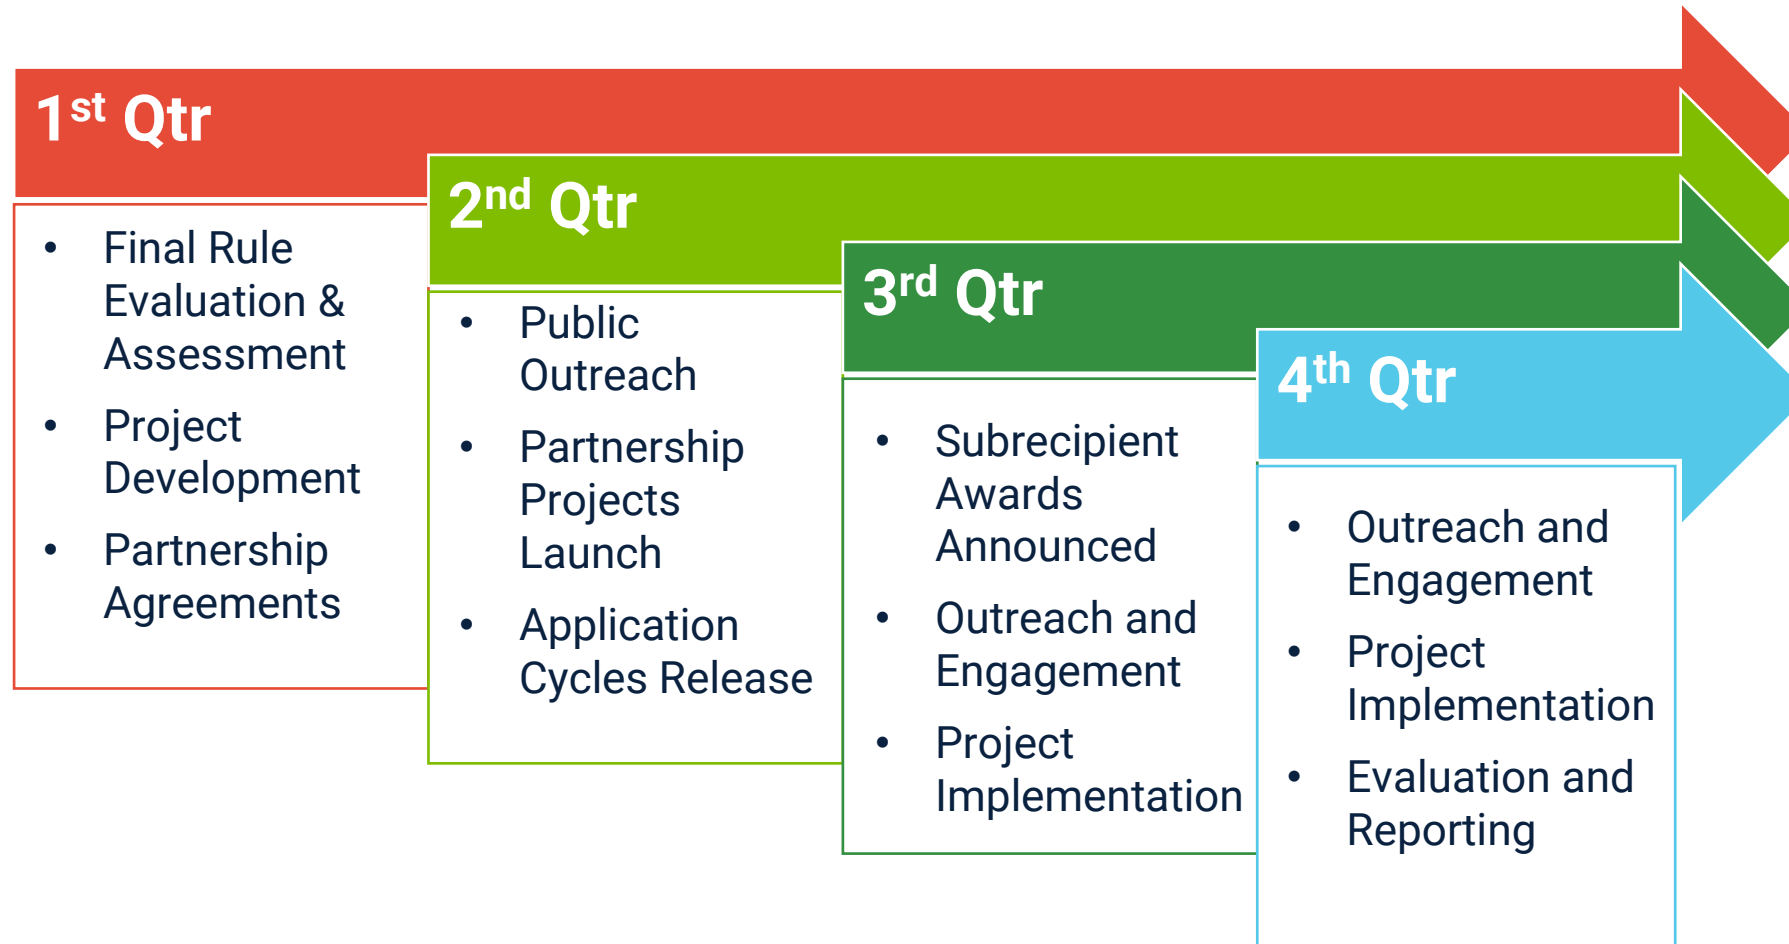 1st Qtr
• Final Rule
Evaluation &
Assessment
• Project
Development
• Partnership
Agreements
2nd Qtr
• Public
Outreach
• Partnership
Projects
Launch
• Application
Cycles Release
3rd Qtr
• Subrecipient
Awards
Announced
• Outreach and
Engagement
• Project
Implementation
4th Qtr
• Outreach and
Engagement
• Project
Implementation
• Evaluation and
Reporting